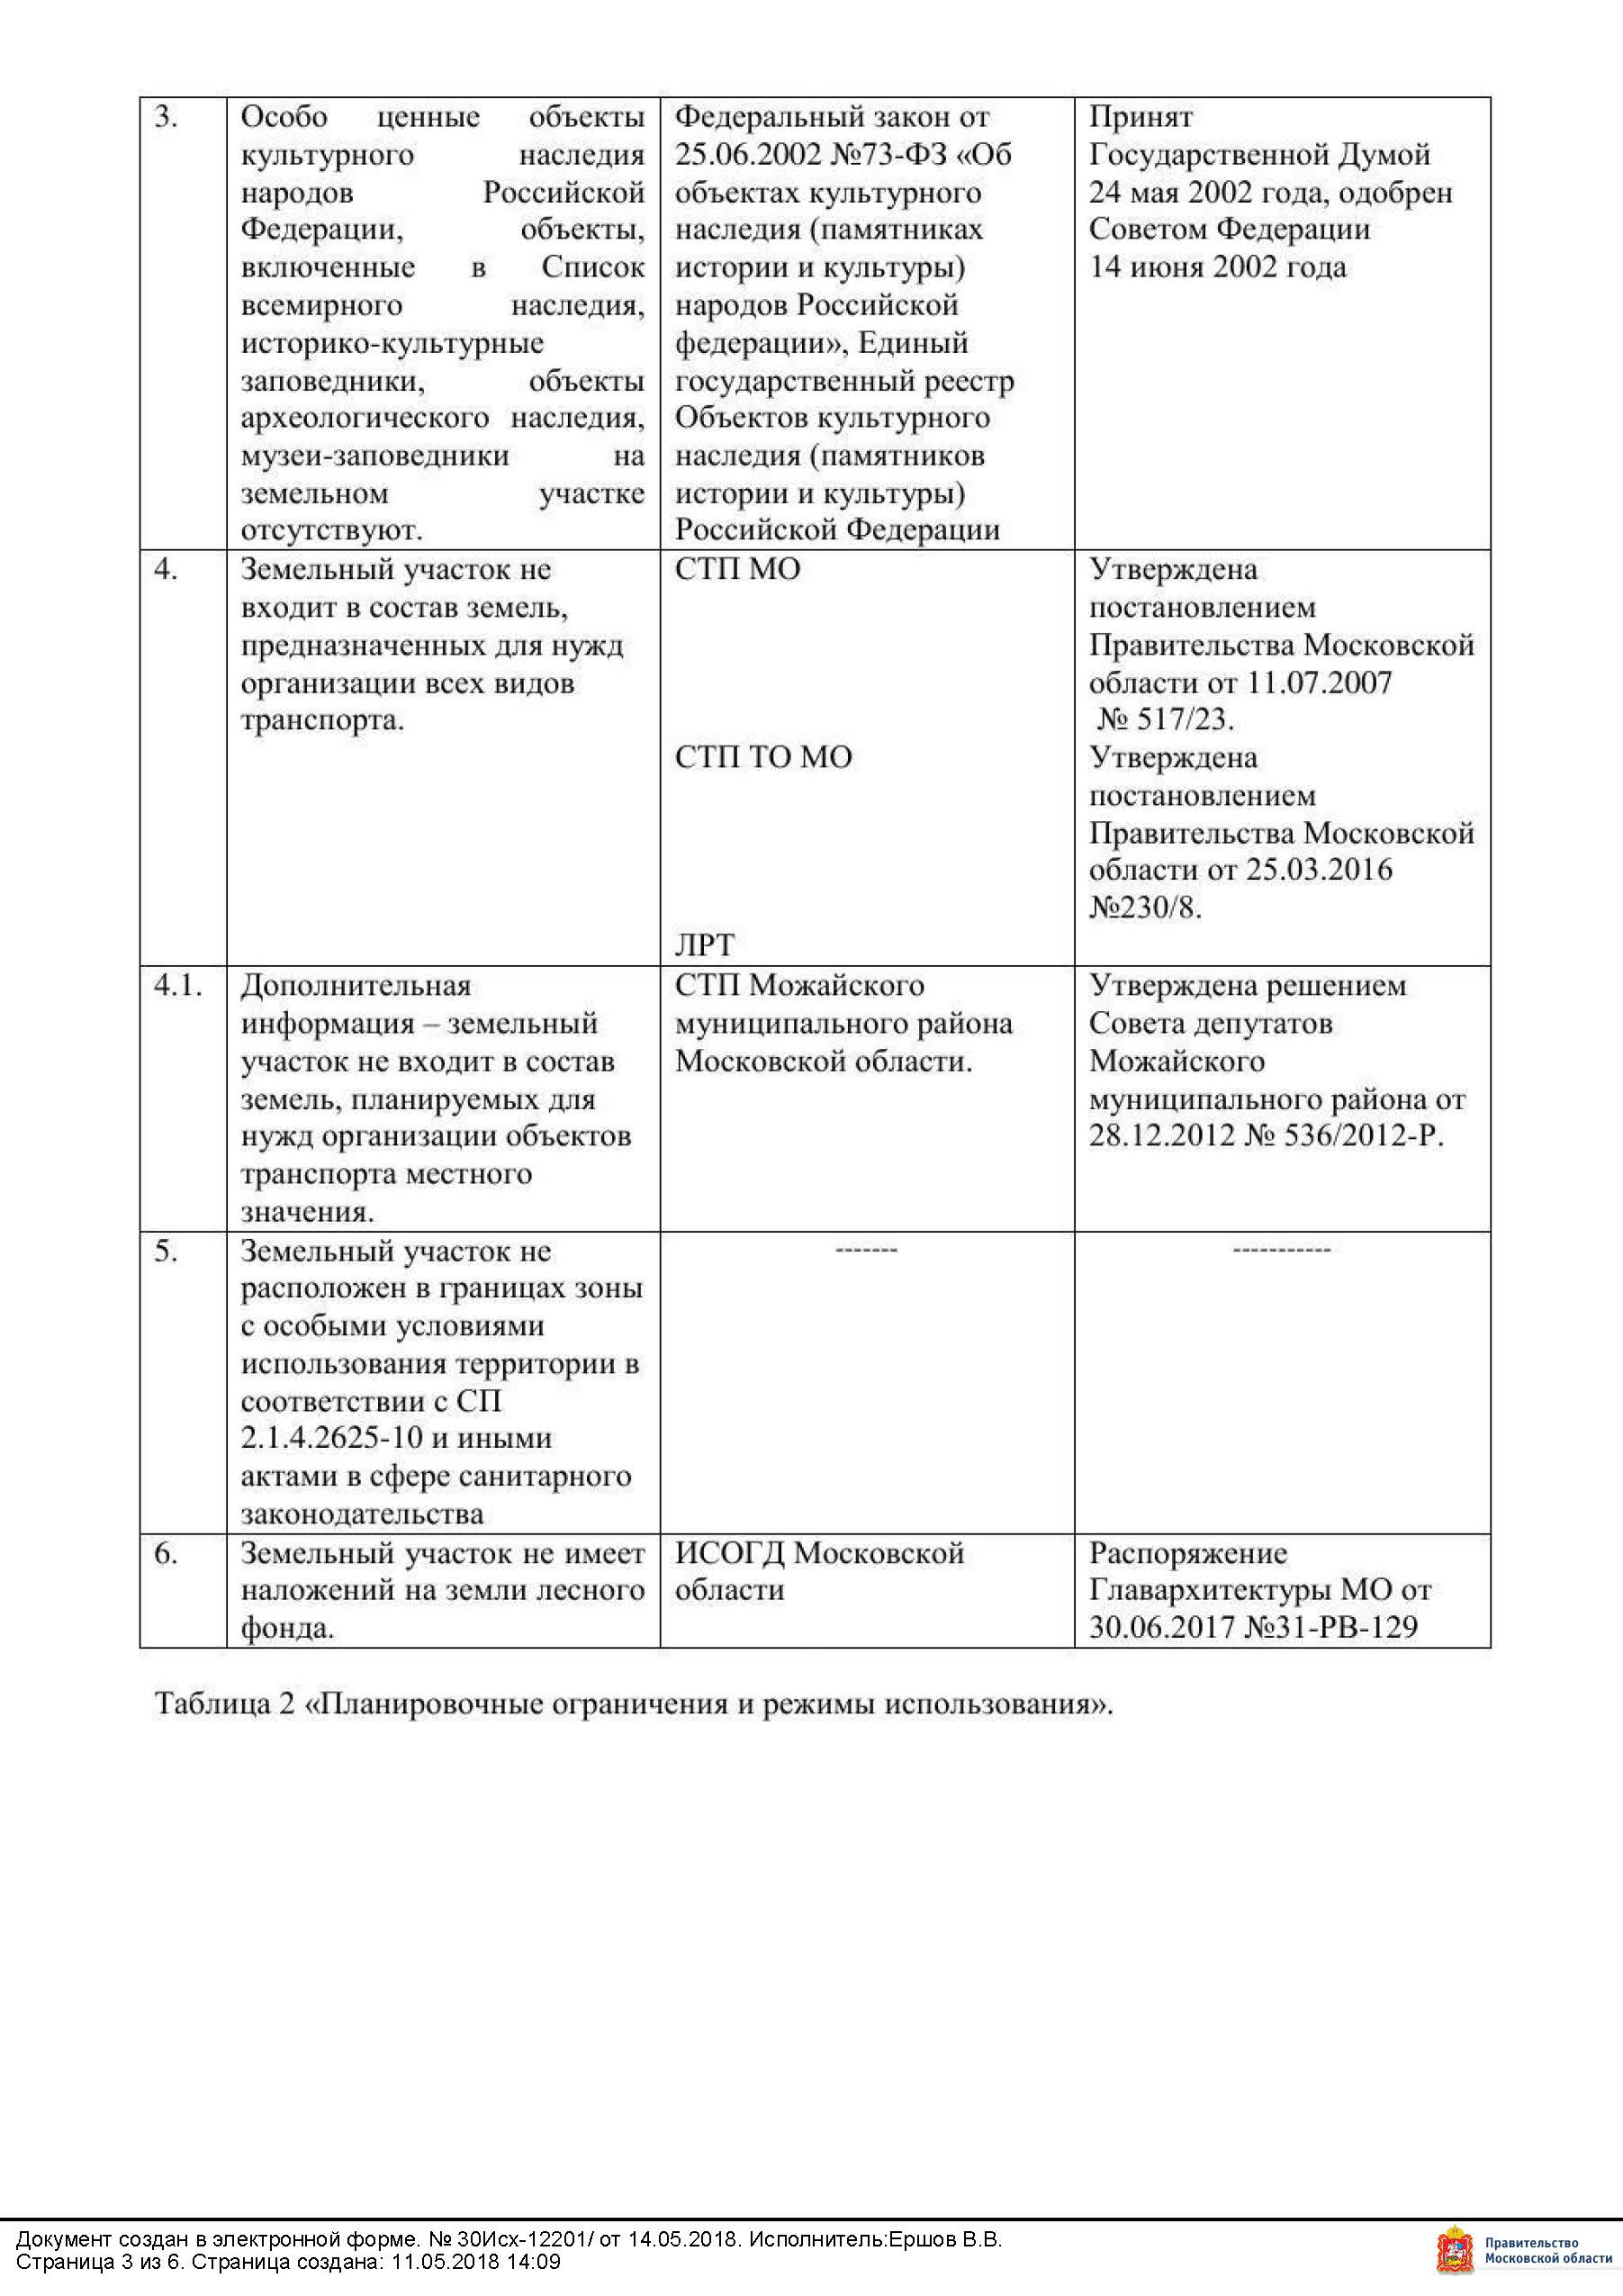 3.
Особо ценные объекты
культурного наследия
народов Российской
Федерации, объекты,
включенные в Список
всемирного наследия,
историко-культурные
заповедники, объекты
археологического наследия,
музеи-заповедники на
земельном участке
отсутствуют.
Федеральный закон от
25.06.2002 №73-ФЗ «Об
объектах культурного
наследия (памятниках
истории и культуры)
народов Российской
федерации», Единый
государственный реестр
Объектов культурного
наследия (памятников
истории и культуры)
Российской Федерации
Принят
Государственной Думой
24 мая 2002 года, одобрен
Советом Федерации
14 июня 2002 года
4.
Земельный участок не
входит в состав земель,
предназначенных для нужд
организации всех видов
транспорта.
СТП МО
СТП ТО МО
ЛРТ
Утверждена
постановлением
Правительства Московской
области от 11.07.2007
№ 517/23.
Утверждена
постановлением
Правительства Московской
области от 25.03.2016
№230/8.
4.1.
Дополнительная
информация – земельный
участок не входит в состав
земель, планируемых для
нужд организации объектов
транспорта местного
значения.
СТП Можайского
муниципального района
Московской области.
Утверждена решением
Совета депутатов
Можайского
муниципального района от
28.12.2012 № 536/2012-Р.
5.
Земельный участок не
расположен в границах зоны
с особыми условиями
использования территории в
соответствии с СП
2.1.4.2625-10 и иными
актами в сфере санитарного
законодательства
-------
-----------
6.
Земельный участок не имеет
наложений на земли лесного
фонда.
ИСОГД Московской
области
Распоряжение
Главархитектуры МО от
30.06.2017 №31-РВ-129
Таблица 2 «Планировочные ограничения и режимы использования».
Документ создан в электронной форме. № 30Исх-12201/ от 14.05.2018. Исполнитель:Ершов В.В.
Страница 3 из 6. Страница создана: 11.05.2018 14:09
Правительство
Московской области